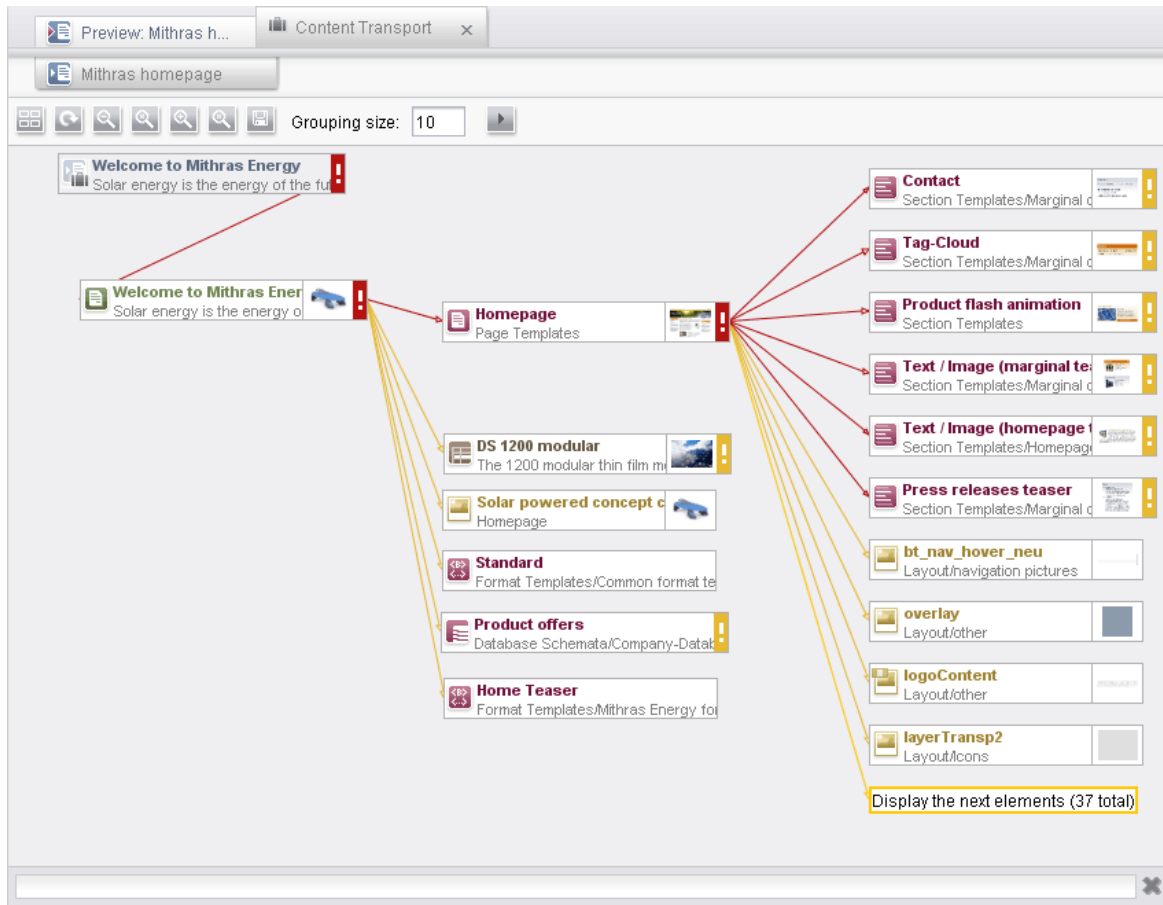 Preview: Mithras h...
Content Transport
Mithras homepage
Grouping size: 10
Welcome to Mithras Energy
Solar energy is the energy of the fut
Welcome to Mithras Ener
Solar energy is the energy o
Homepage
Page Templates
DS 1200 modular
The 1200 modular thin film m
Solar powered concept c
Homepage
Standard
Format Templates/Common format te
Product offers
Database Schemata/Company-Datab
Home Teaser
Format Templates/Mithras Energy for
Contact
Section Templates/Marginal c
Tag-Cloud
Section Templates/Marginal c
Product flash animation
Section Templates
Text / Image (marginal tea
Section Templates/Marginal c
Text / Image (homepage t
Section Templates/Homepag
Press releases teaser
Section Templates/Marginal c
bt_nav_hover_neu
Layout/navigation pictures
overlay
Layout/other
logoContent
Layout/other
layerTransp2
Layout/Icons
Display the next elements (37 total)